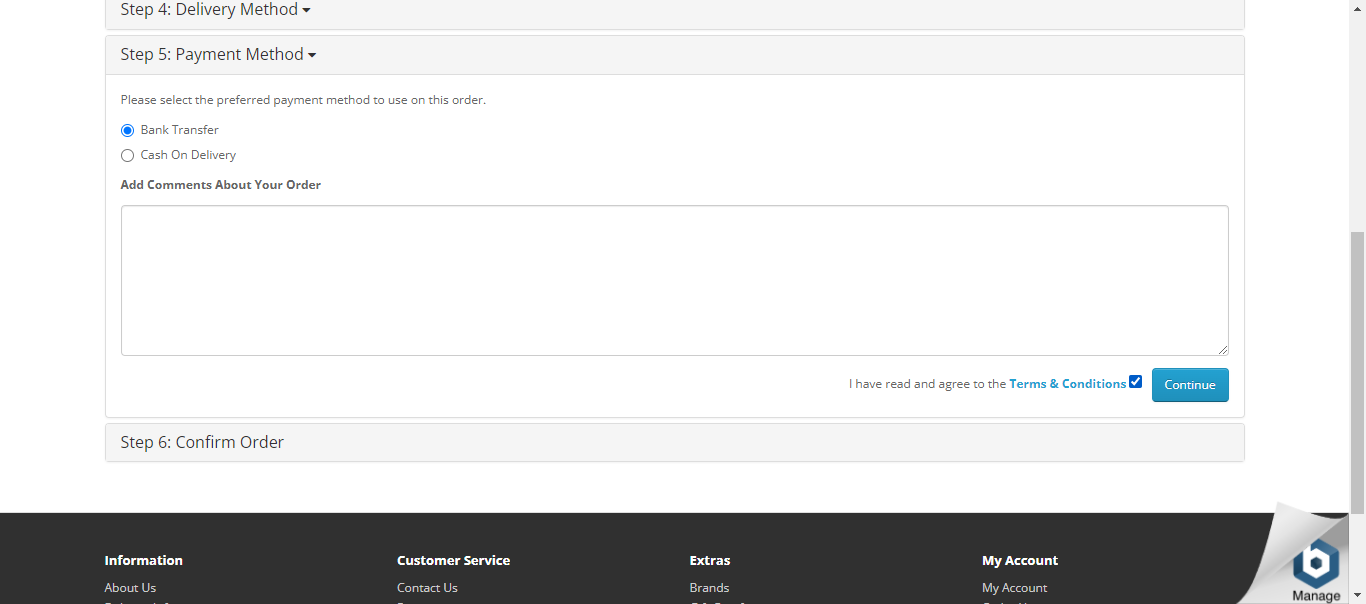 Step 4: Delivery Method
Step 5: Payment Method
Please select the preferred payment method to use on this order.
Bank Transfer
Cash On Delivery
Add Comments About Your Order
I have read and agree to the Terms & Conditions
Continue
Step 6: Confirm Order
Information
Customer Service
Extras
My Account
About Us
Contact Us
Brands
My Account
Manage